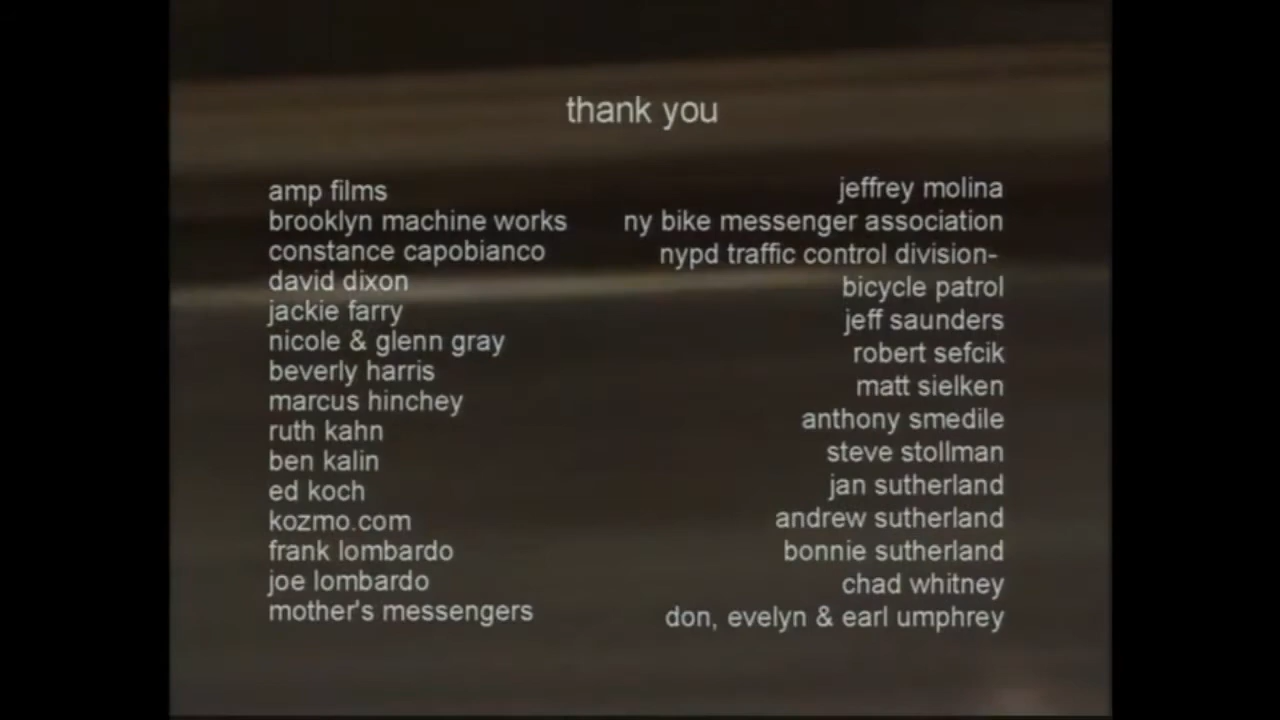 thank you
amp films
brooklyn machine works
constance capobianco
david dixon
jackie farry
nicole & glenn gray
beverly harris
marcus hinchey
ruth kahn
ben kalin
ed koch
kozmo.com
frank lombardo
joe lombardo
mother's messengers
jeffrey molina
ny bike messenger association
nypd traffic control division-
bicycle patrol
jeff saunders
robert sefcik
matt sielken
anthony smedile
steve stollman
jan sutherland
andrew sutherland
bonnie sutherland
chad whitney
don, evelyn & earl umphrey